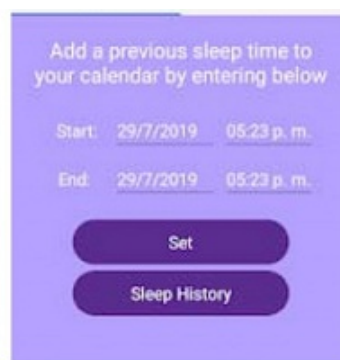 Add a previous sleep time to
your calendar by entering below
Start: 29/7/2019 05:23 p. m.
End: 29/7/2019 05:23 p. m.
Set
Sleep History